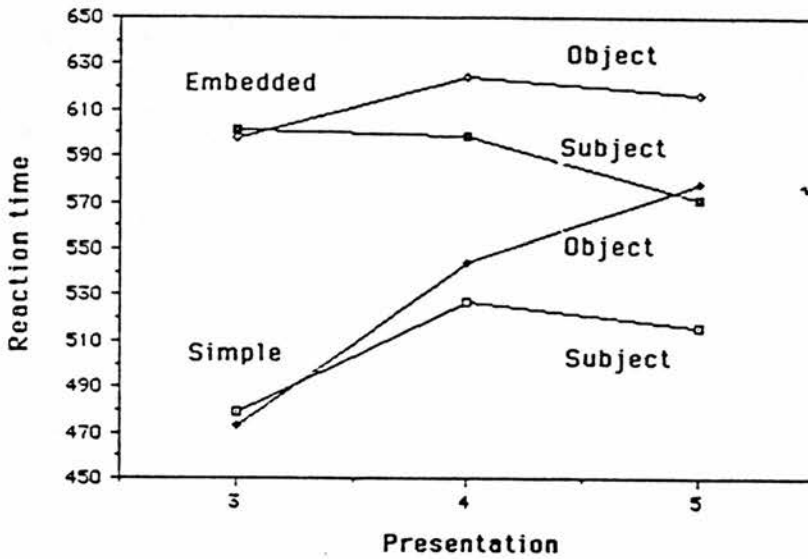 650
630
610
590
570
550
530
510
490
470
450
Reaction time
Embedded
Object
Subject
Object
Simple
Subject
3
4
5
Presentation